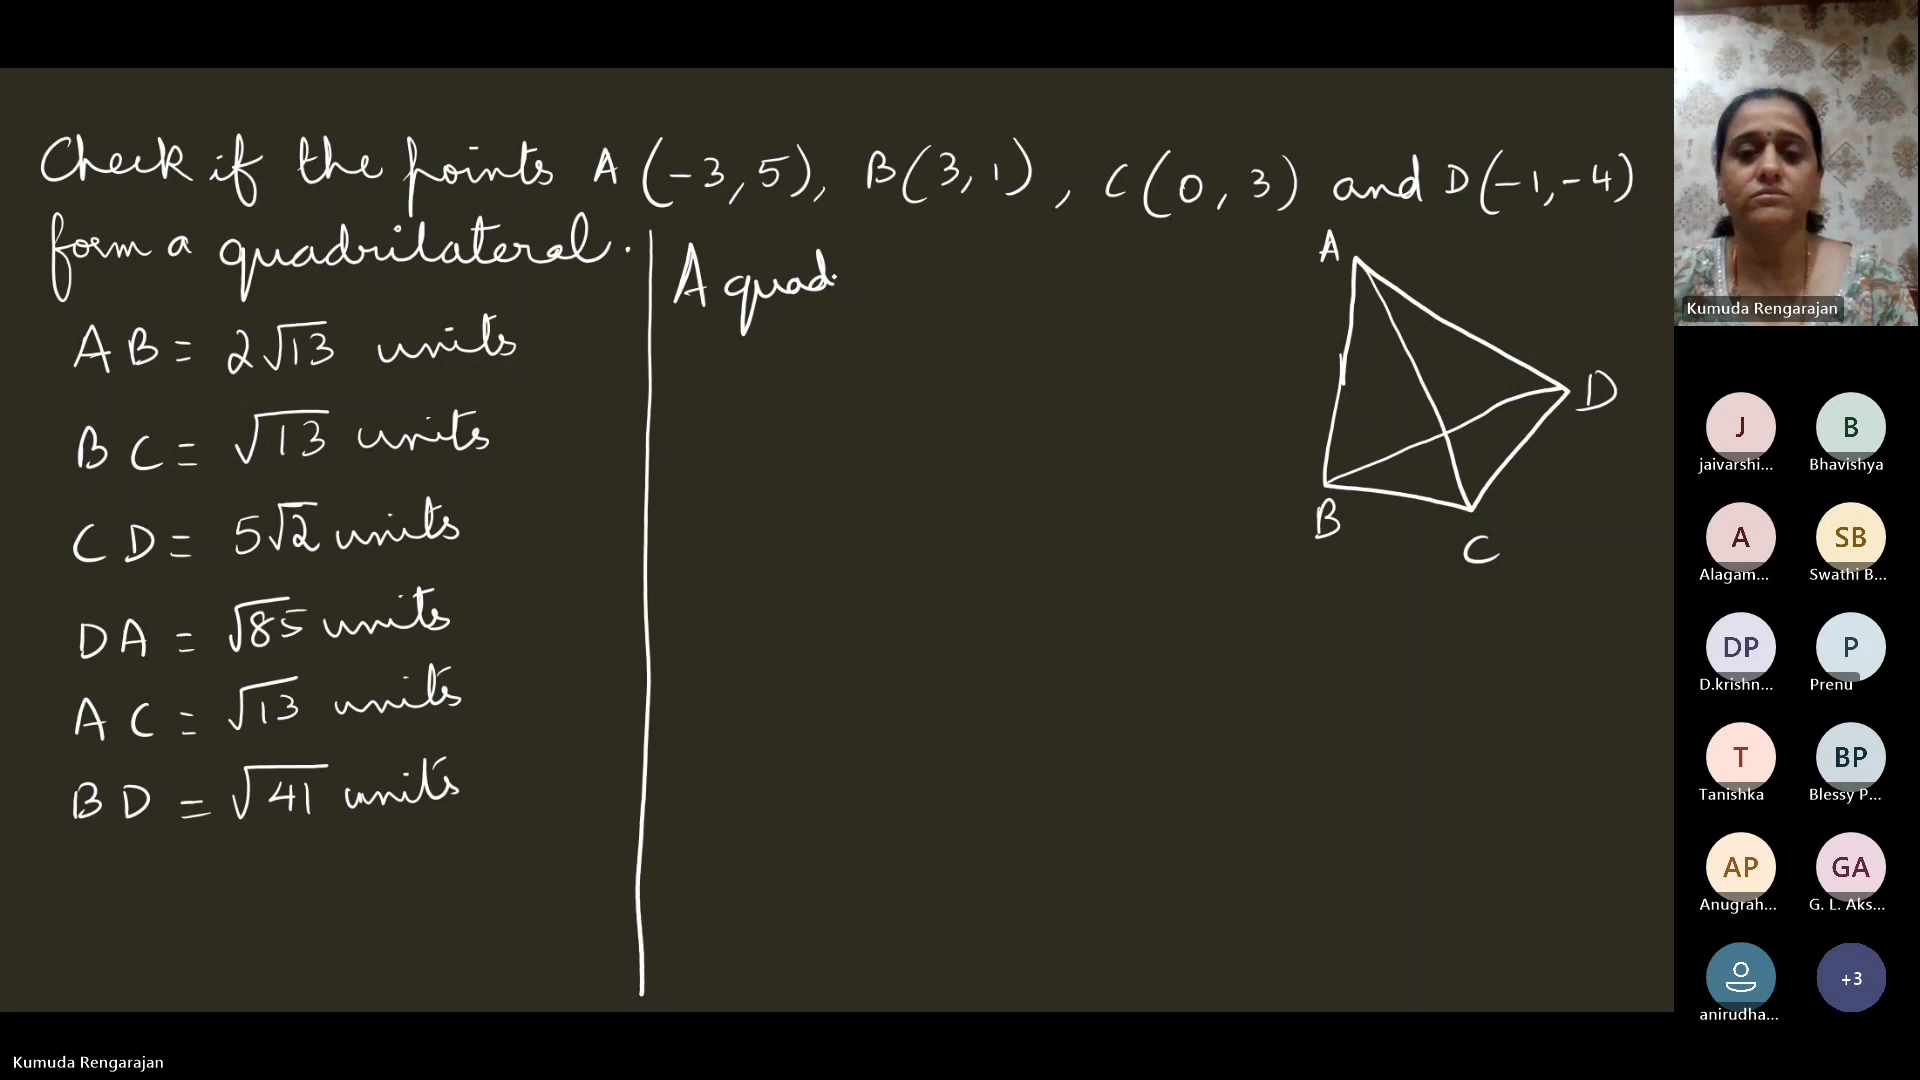 Check if the points A(-3,5), B(3,1), C(0,3) and D(-1,-4)
form a quadrilateral.
AB = 2√13 units
BC = √13 units
CD = 5√2 units
DA = √85 units
AC = √13 units
BD = √41 units
A quad.
A
D
B
C
Kumuda Rengarajan
J
jaivarshi...
B
Bhavishya
A
Alagam...
SB
Swathi B...
DP
D.krishn...
P
Prenu
T
Tanishka
BP
Blessy P...
AP
Anugrah...
GA
G. L. Aks...
anirudha...
+3
Kumuda Rengarajan